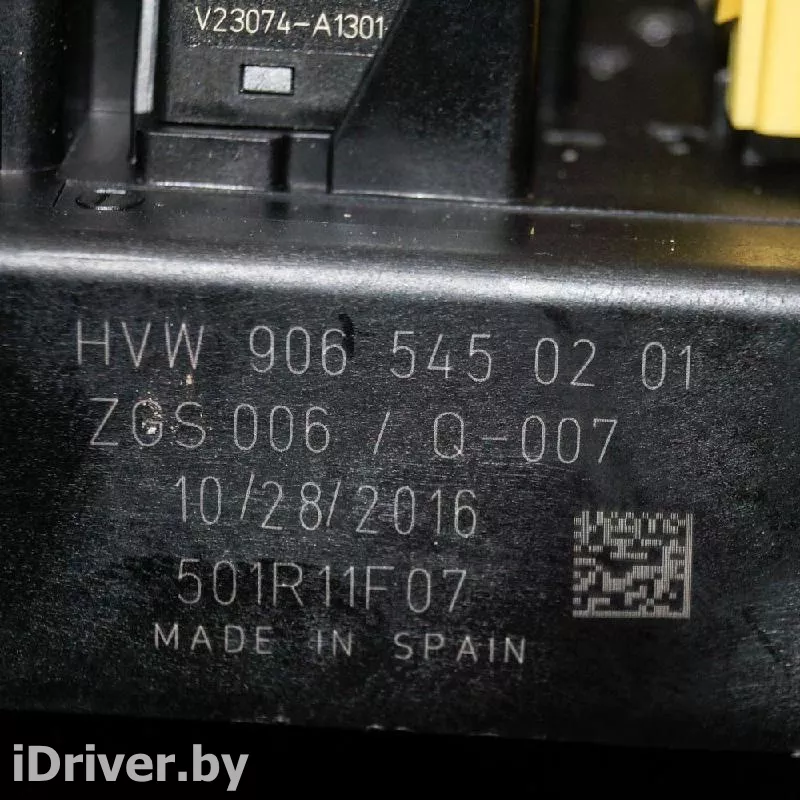 V23074-A1301
HVW 906 545 02 01
ZGS 006 / Q-007
10/28/2016
501R11F07
MADE IN SPAIN
iDriver.by